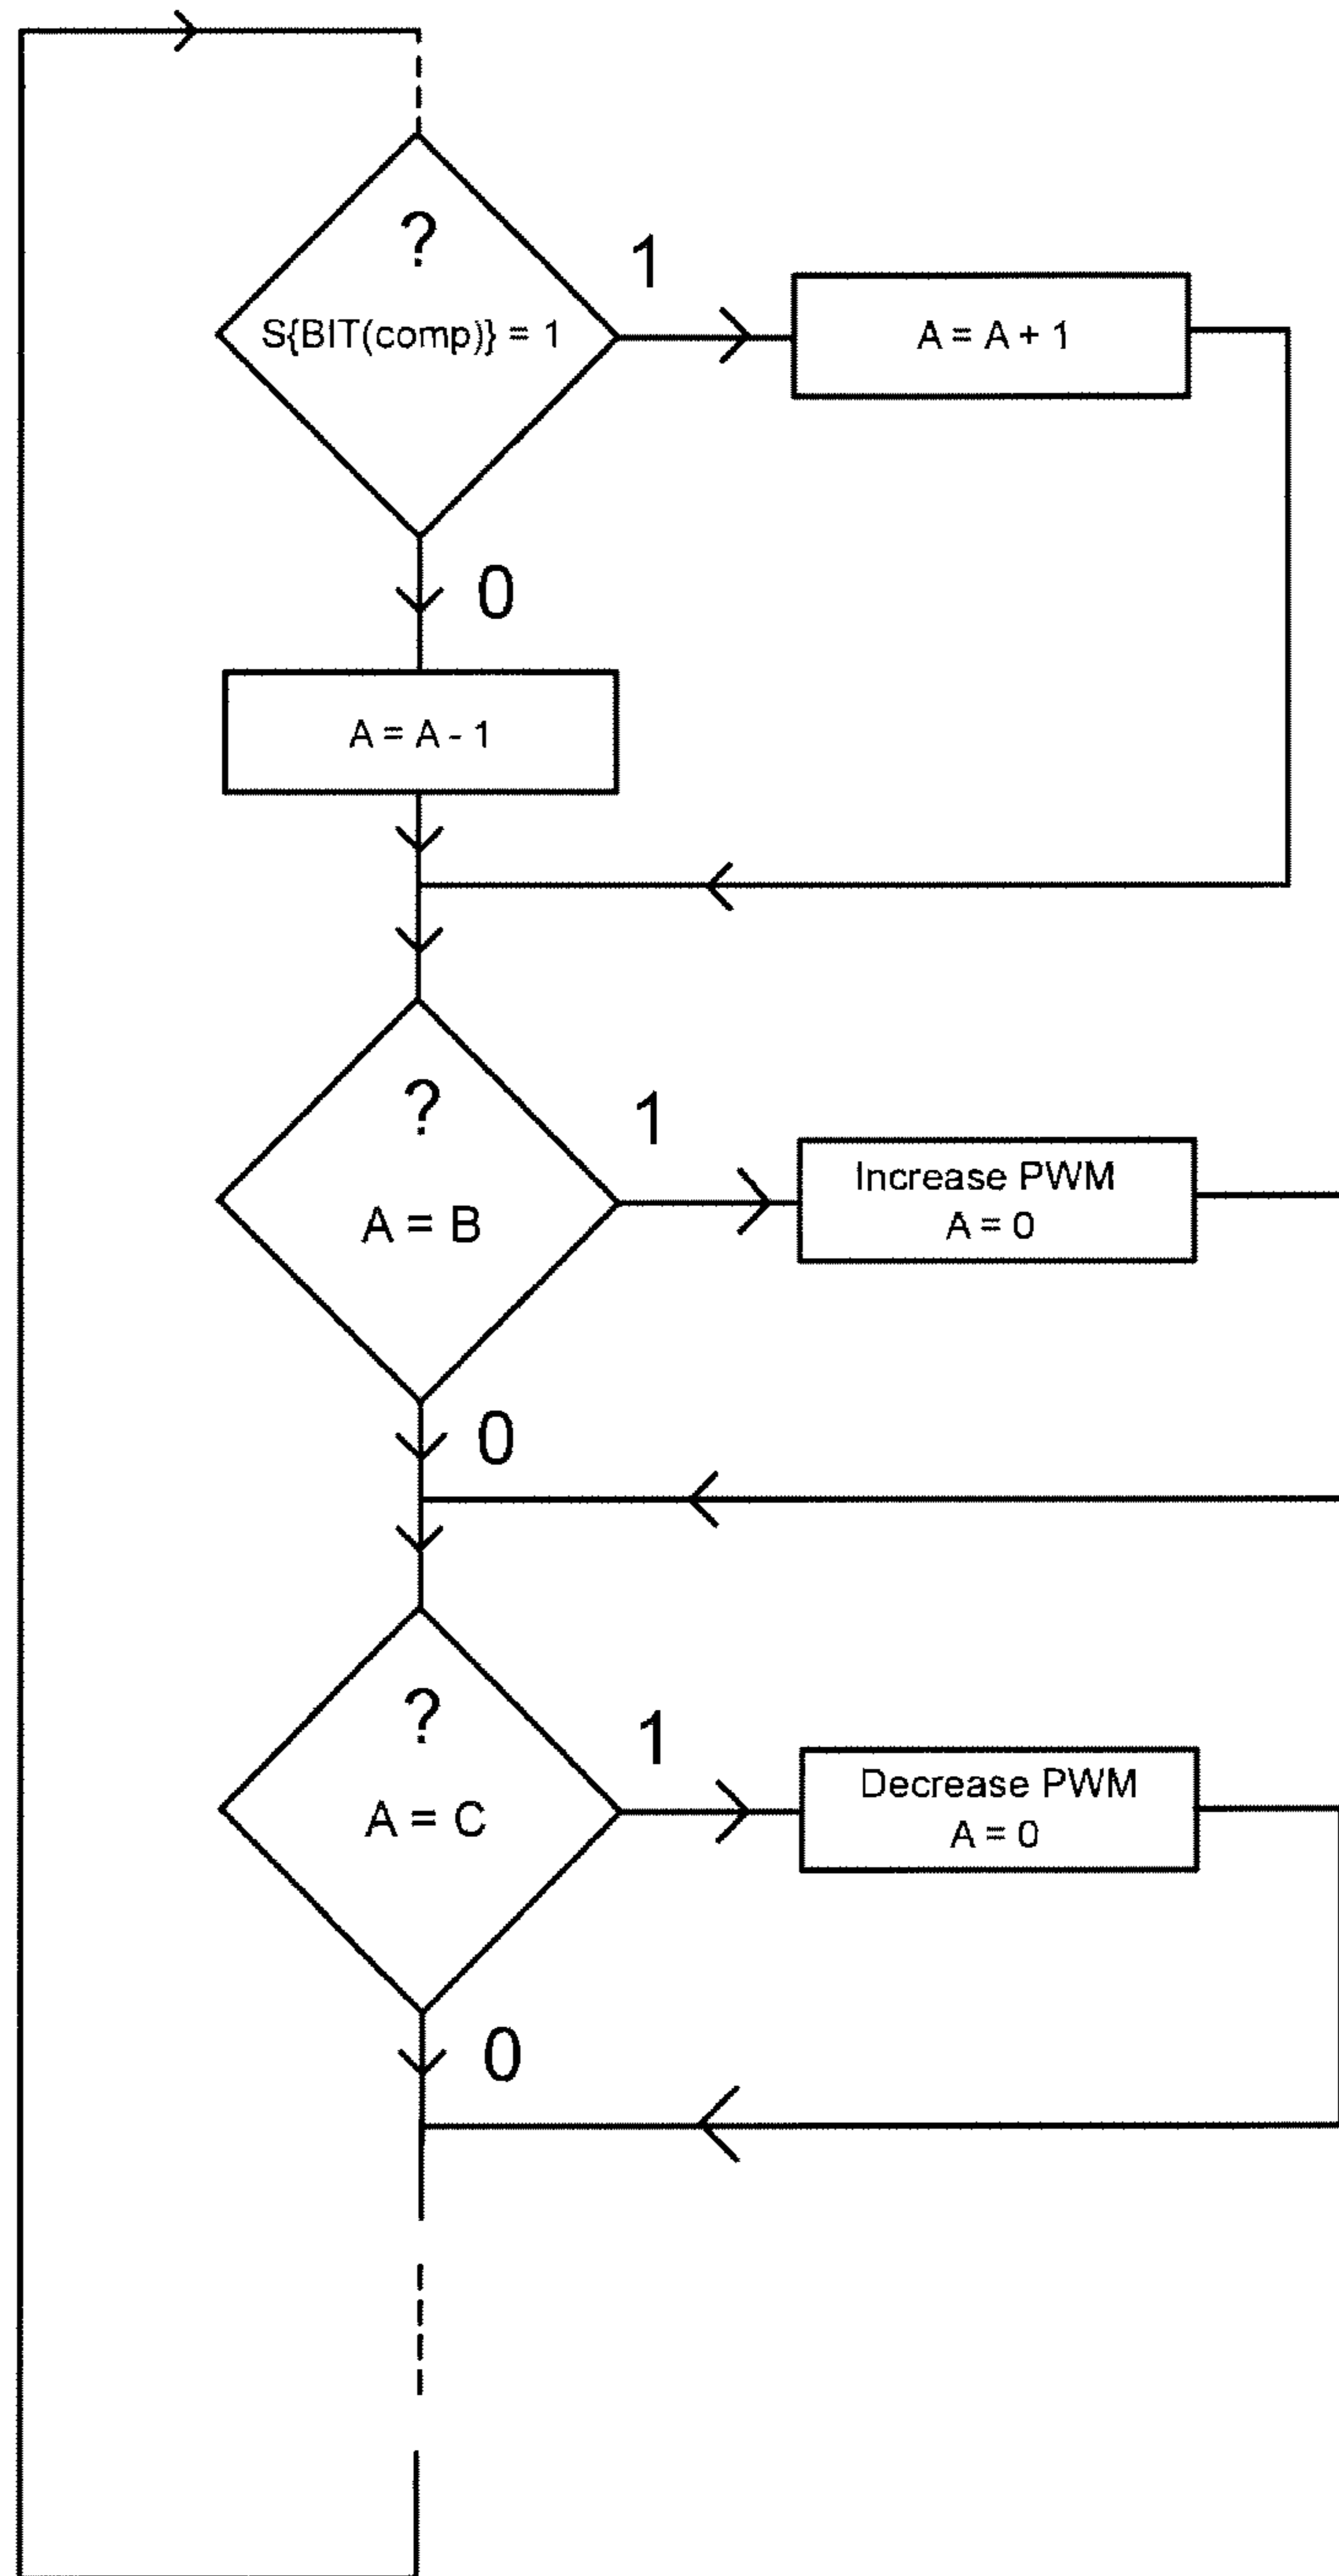 ?
S{BIT(comp)} = 1
1
A = A + 1
0
A = A - 1
?
A = B
1
Increase PWM
A = 0
0
?
A = C
1
Decrease PWM
A = 0
0